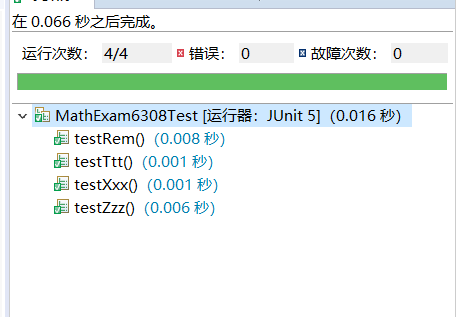 在 0.066 秒之后完成。
运行次数: 4/4 错误: 0 故障次数: 0
MathExam6308Test [运行器: JUnit 5] (0.016 秒)
testRem() (0.008 秒)
testTtt() (0.001 秒)
testXxx() (0.001 秒)
testZzz() (0.006 秒)